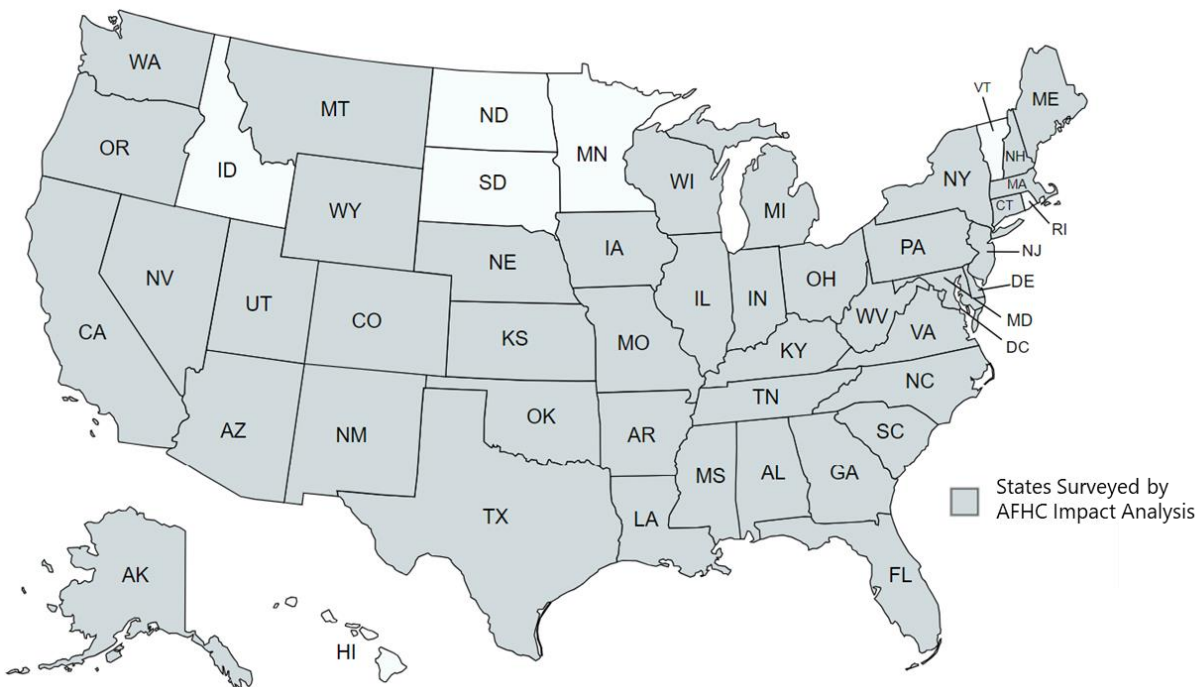 VT
WA
MT
ND
ME
OR
ID
MN
NH
SD
WI
NY
MA
WY
MI
CT
RI
IA
PA
NJ
NE
NV
OH
DE
UT
IL
IN
CO
WV
MD
CA
KS
MO
VA
DC
KY
NC
TN
AZ
NM
OK
AR
SC
MS
AL
GA
States Surveyed by
AFHC Impact Analysis
TX
LA
AK
FL
HI